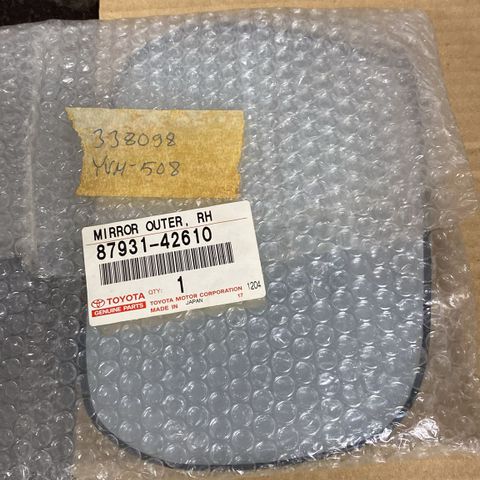 338098
YVH-508
MIRROR OUTER, RH
87931-42610
QTY: 1
TOYOTA
GENUINE PARTS
TOYOTA MOTOR CORPORATION
MADE IN JAPAN 17
1204